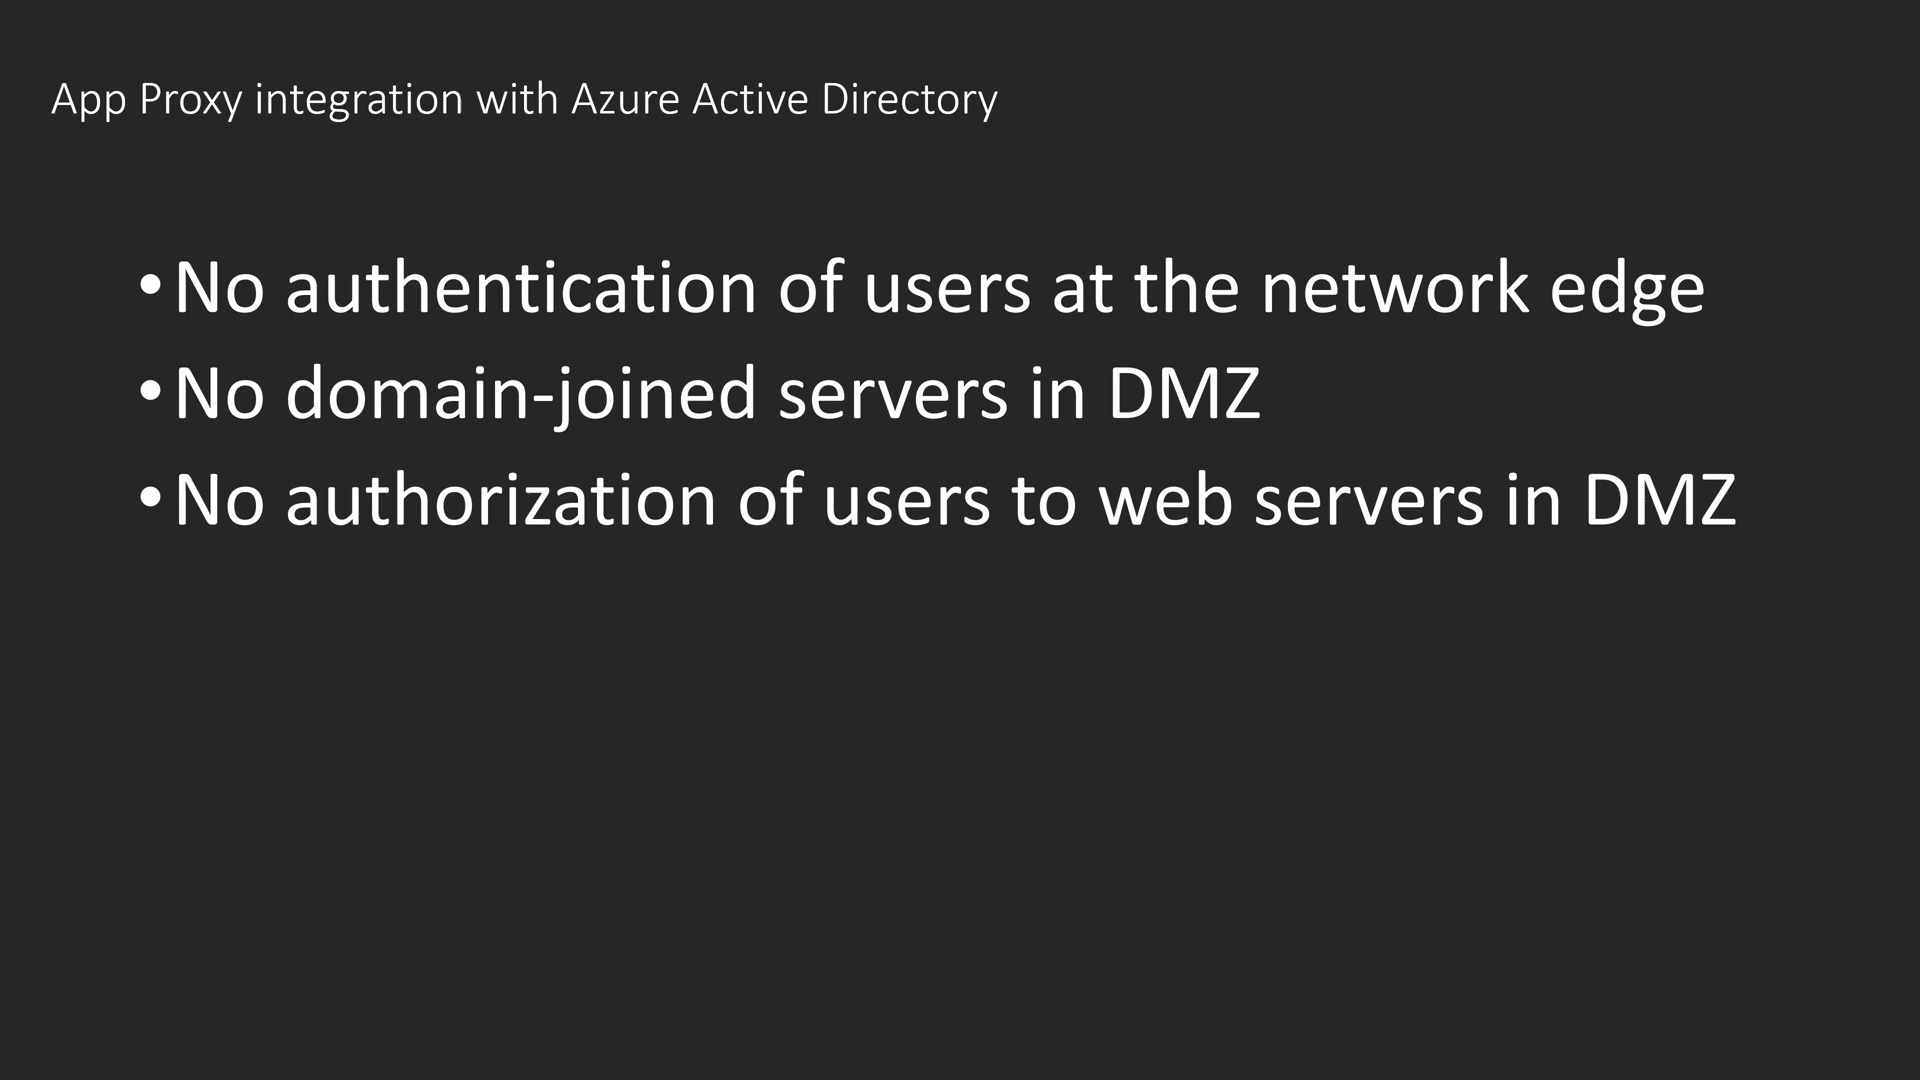 App Proxy integration with Azure Active Directory
•No authentication of users at the network edge
•No domain-joined servers in DMZ
•No authorization of users to web servers in DMZ